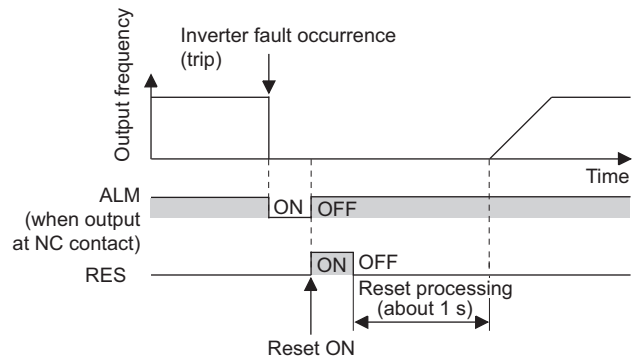 Inverter fault occurrence
(trip)
Output frequency
Time
ALM
(when output
at NC contact)
ON
OFF
RES
ON
OFF
Reset processing
(about 1 s)
Reset ON